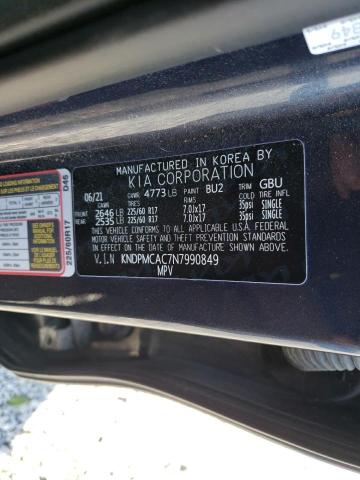 MANUFACTURED IN KOREA BY
KIA CORPORATION
06/21 GVWR 4773 LB PAINT BU2 TRIM GBU
GAWR RIMS COLD TIRE INFL
FRONT 2646 LB 225/60 R17 7.0Jx17 35psi SINGLE
REAR 2535 LB 225/60 R17 7.0Jx17 35psi SINGLE
THIS VEHICLE CONFORMS TO ALL APPLICABLE U.S.A. FEDERAL
MOTOR VEHICLE SAFETY AND THEFT PREVENTION STANDARDS
IN EFFECT ON THE DATE OF MANUFACTURE SHOWN ABOVE.
V.I.N KNDPMCAC7N7990849
MPV
D46
225/60R17